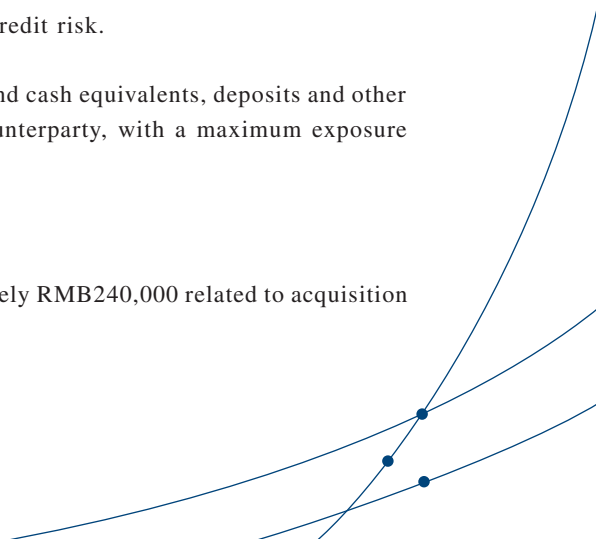 redit risk.
nd cash equivalents, deposits and other
unterparty, with a maximum exposure
ely RMB240,000 related to acquisition